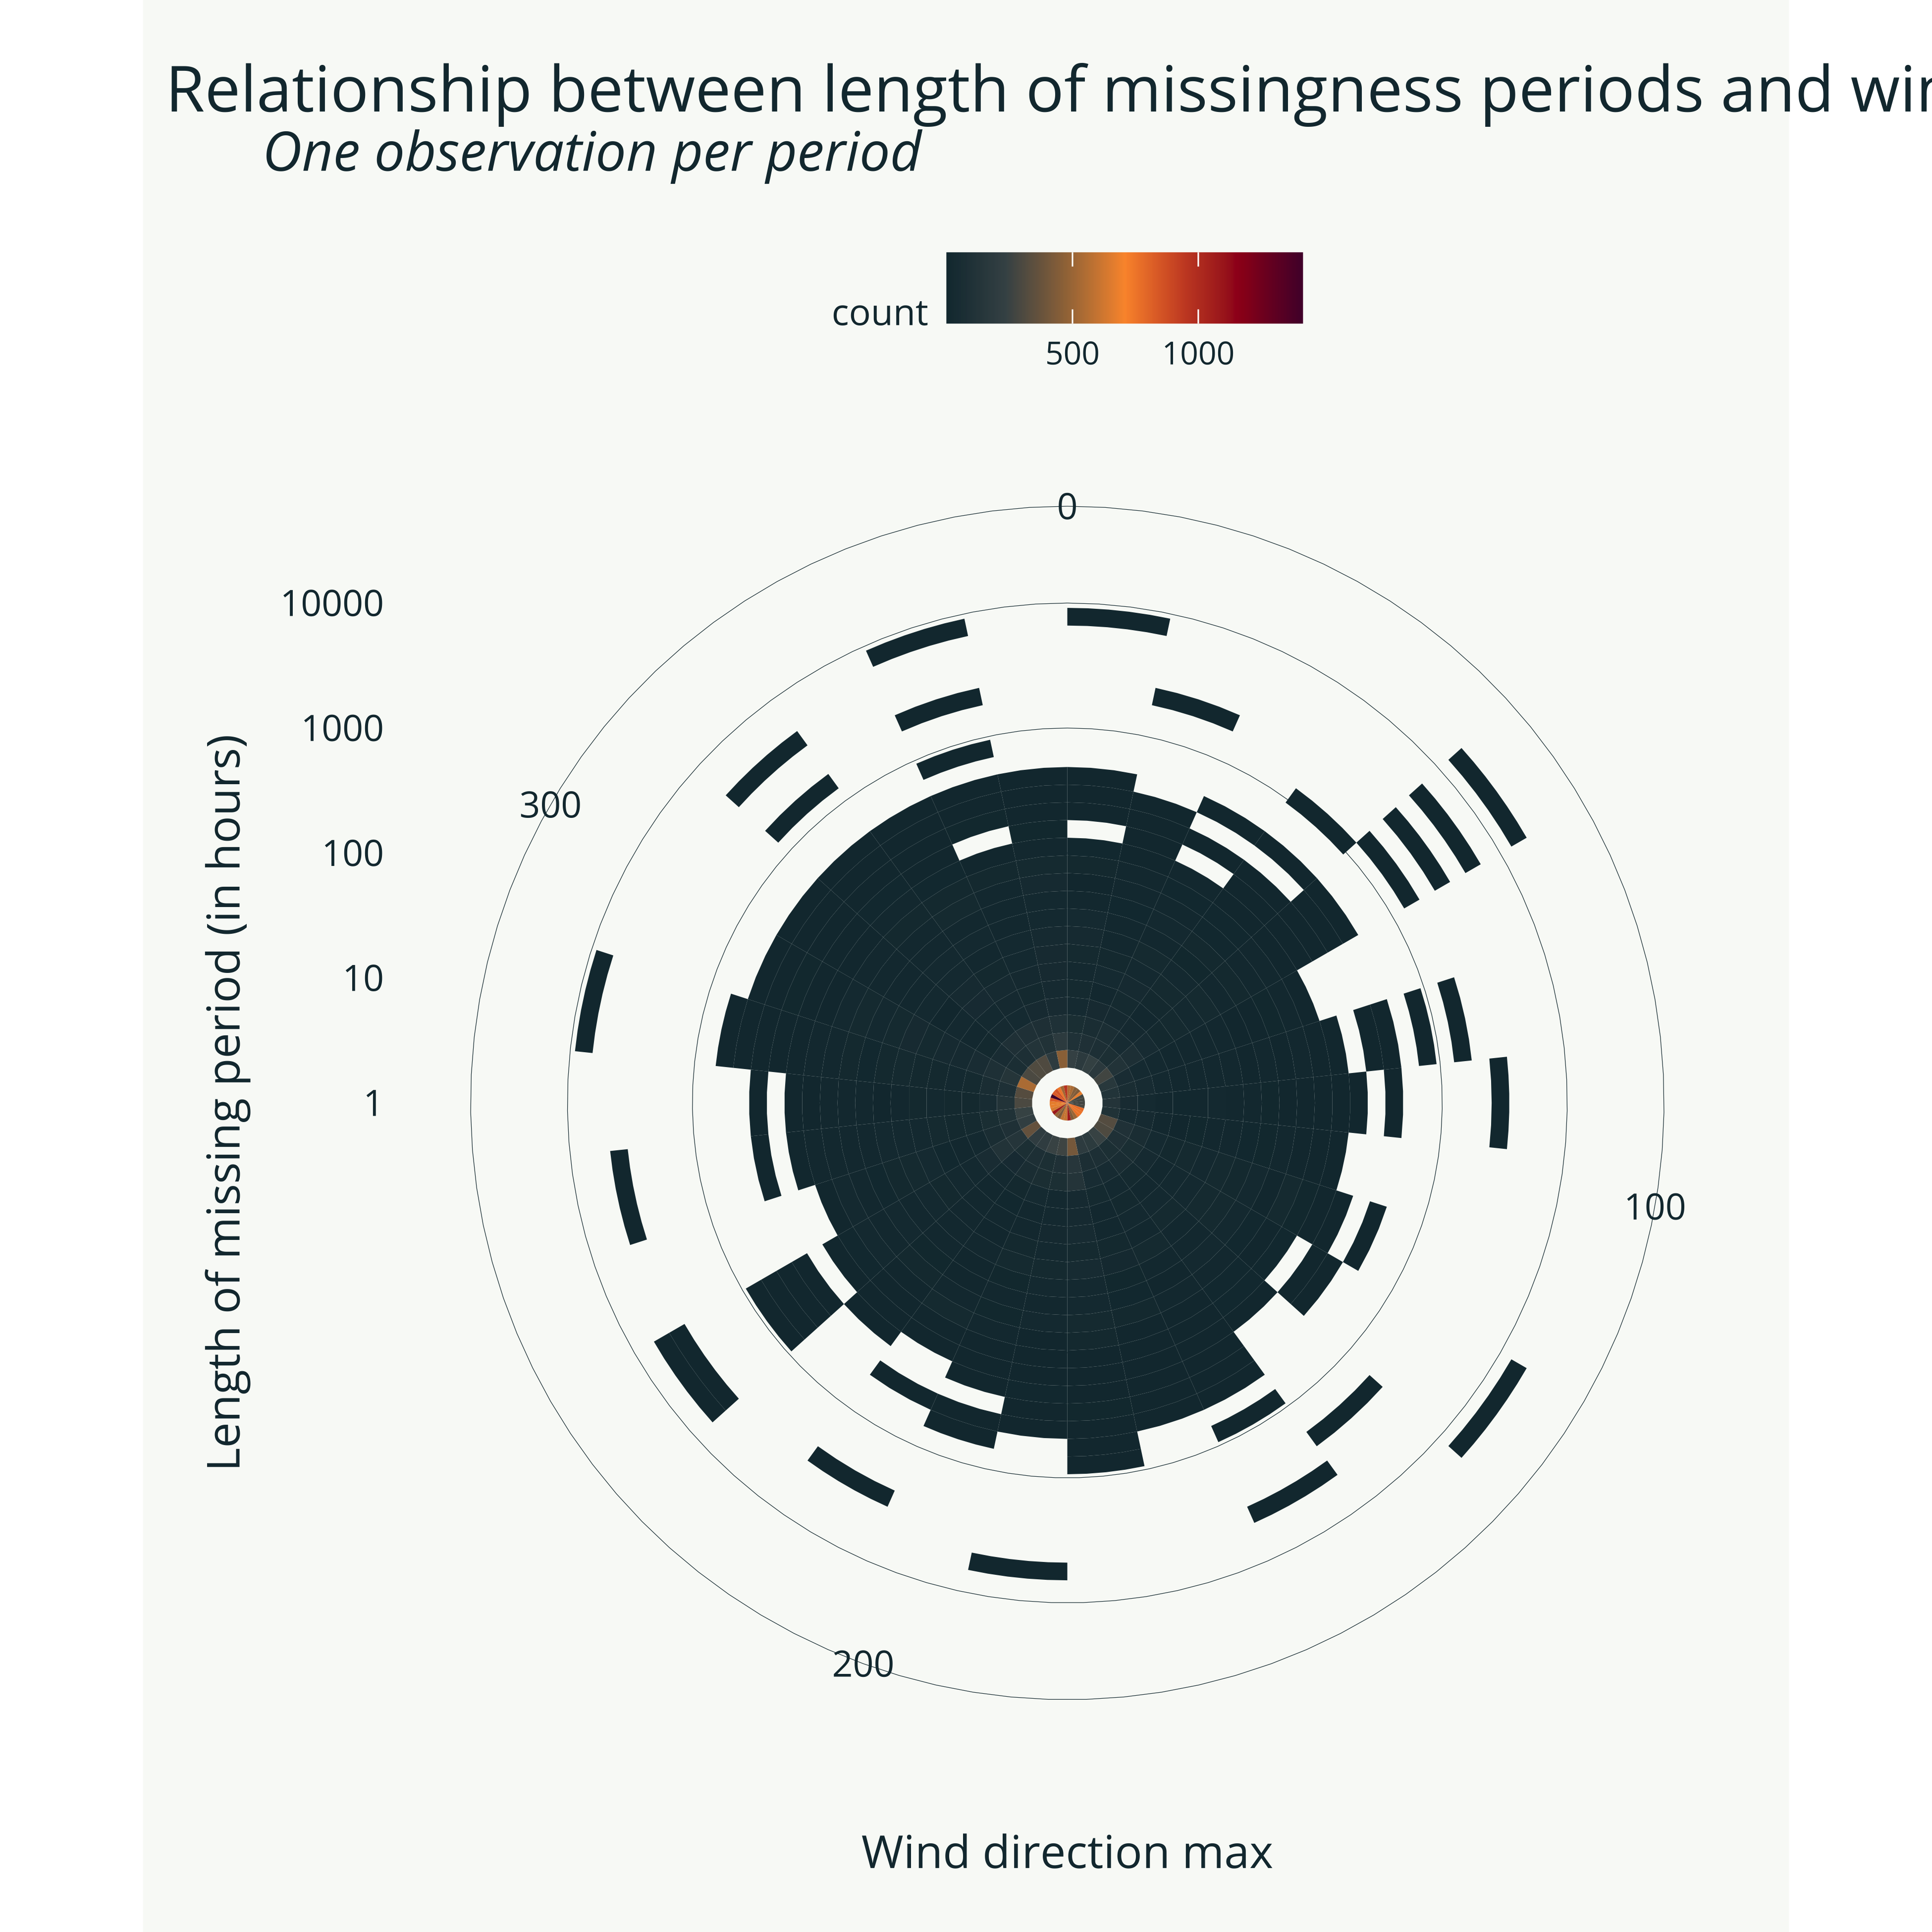 Relationship between length of missingness periods and
One observation per period
count
500 1000
0
10000
1000
300
100
10
1
100
200
Length of missing period (in hours)
Wind direction max